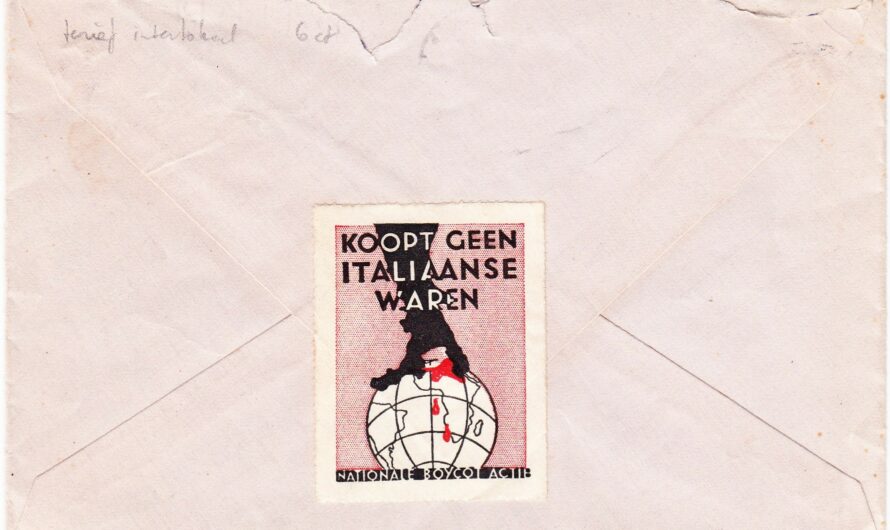 tarief interlokaal 6 ct
KOOPT GEEN
ITALIAANSE
WAREN
NATIONALE BOYCOT ACTIE